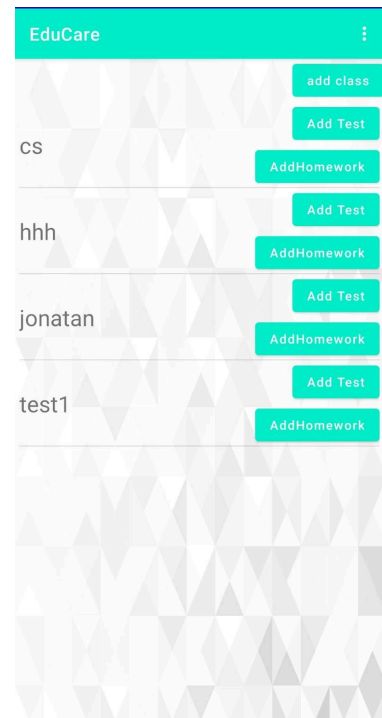 EduCare
add class
Add Test
cs
AddHomework
Add Test
hhh
AddHomework
Add Test
jonatan
AddHomework
Add Test
test1
AddHomework